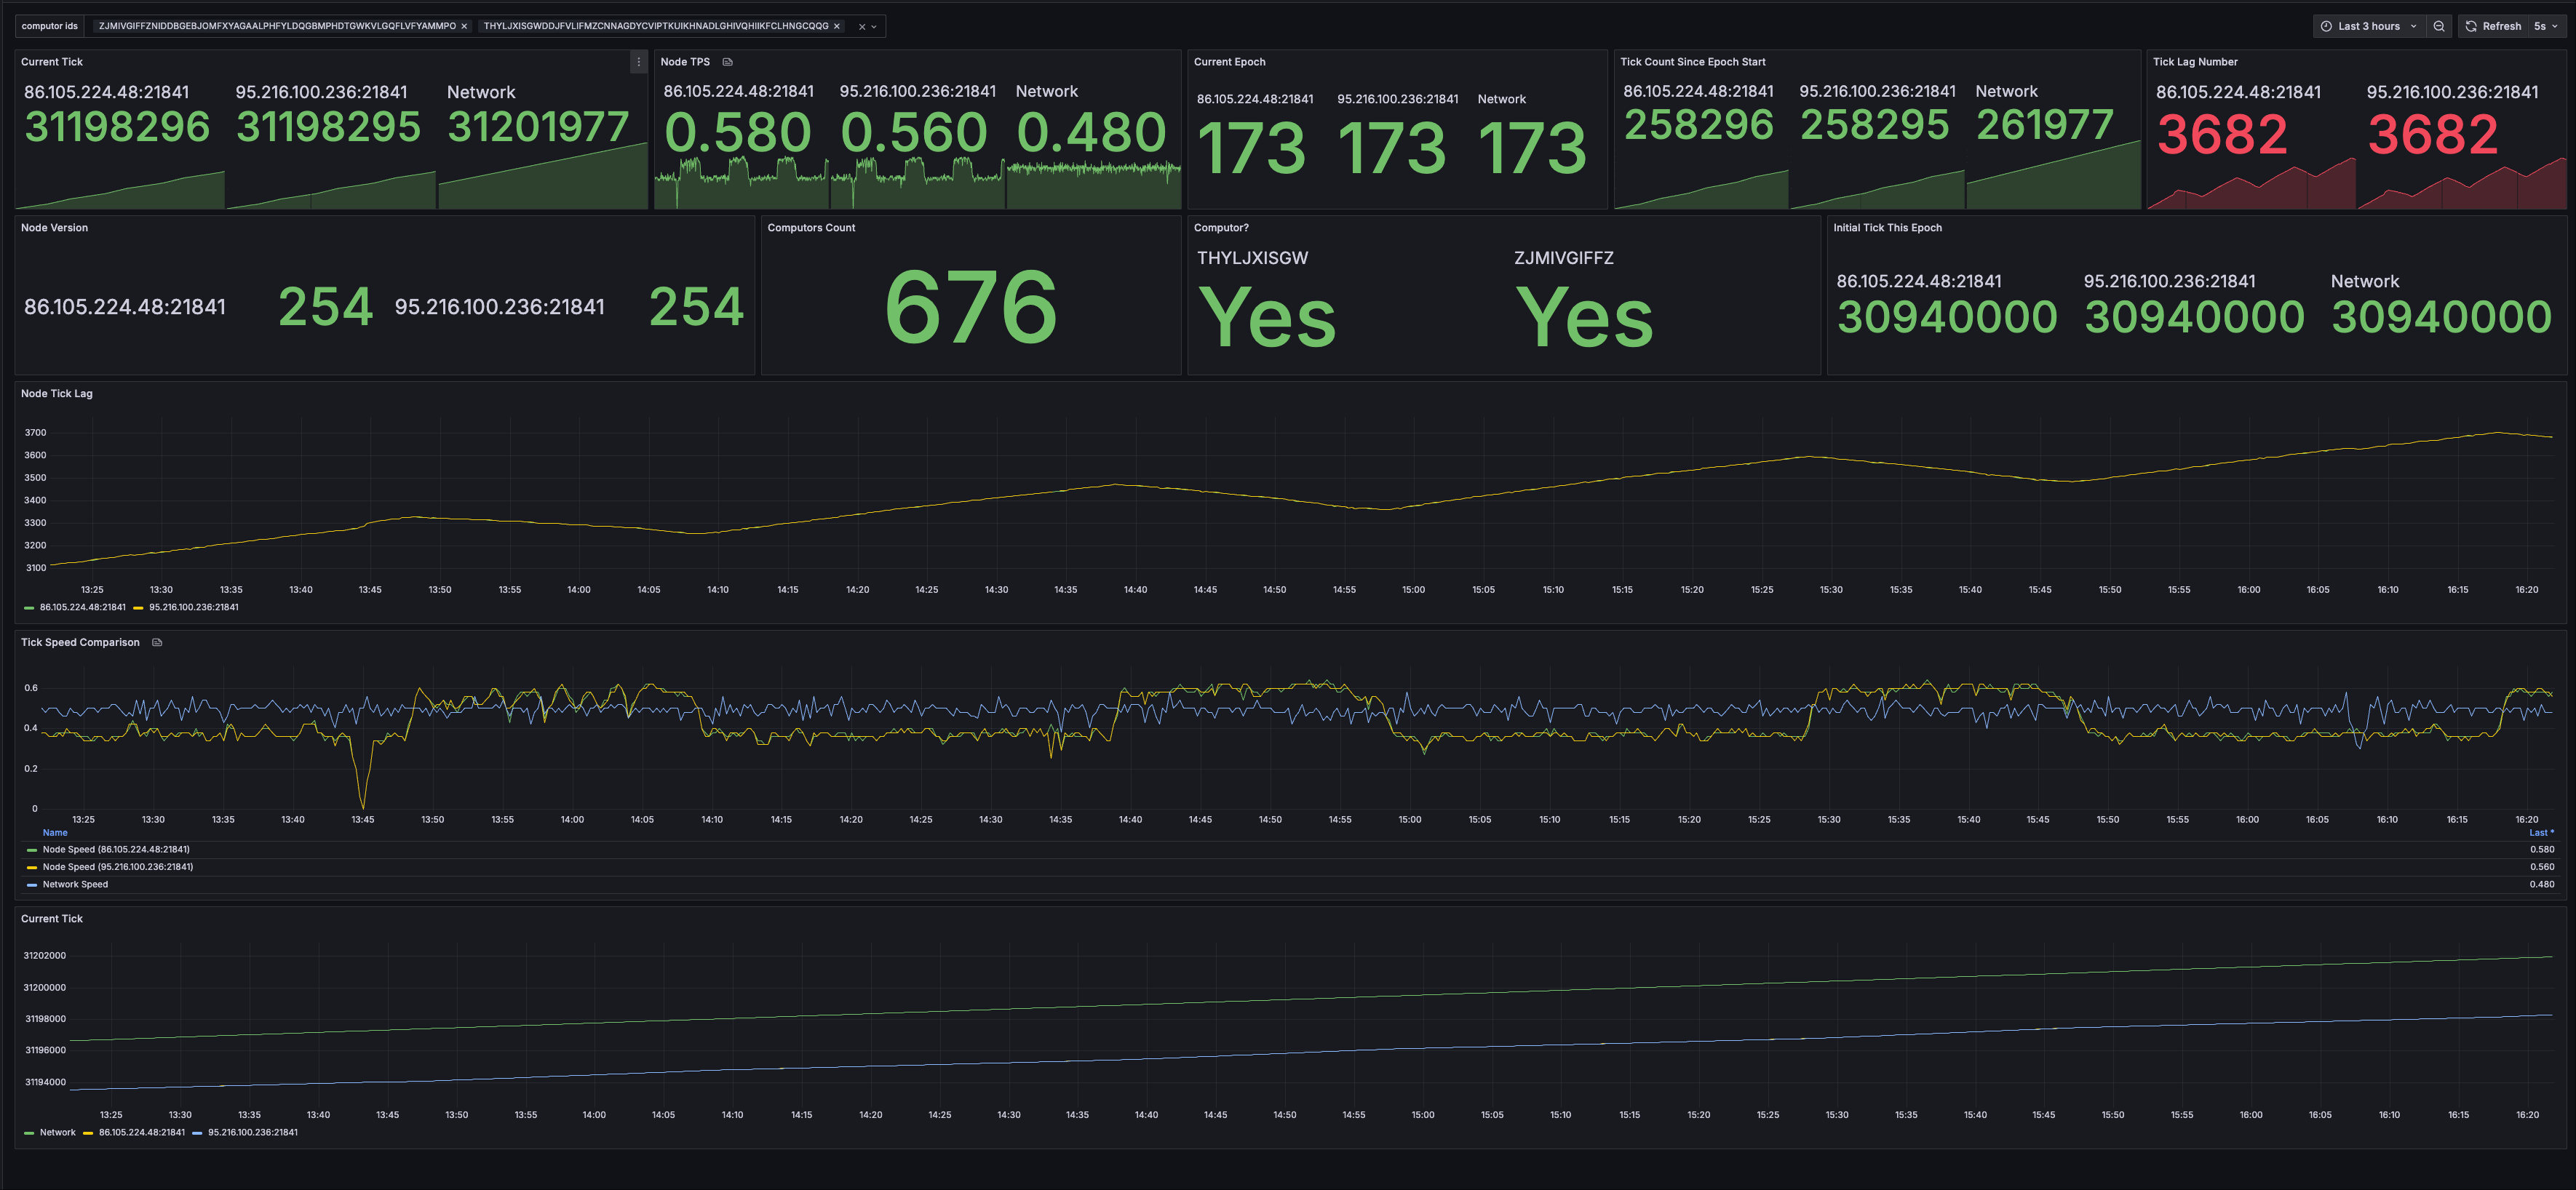 computor ids ZJMIVGIFFZNIDDBGEBJOMFXYAGAALPHFYLDQGBMPHDTGWKVLGQFLVFYAMMPO THYLJXISGWDDJFVLIFMZCNNAGDYCVIPTKUIKHNADLGHIVQHIIKFCLHNGCQQG Last 3 hours Refresh 5s
Current Tick
86.105.224.48:21841 95.216.100.236:21841 Network
31198296 31198295 31201977
Node TPS
86.105.224.48:21841 95.216.100.236:21841 Network
0.580 0.560 0.480
Current Epoch
86.105.224.48:21841 95.216.100.236:21841 Network
173 173 173
Tick Count Since Epoch Start
86.105.224.48:21841 95.216.100.236:21841 Network
258296 258295 261977
Tick Lag Number
86.105.224.48:21841 95.216.100.236:21841
3682 3682
Node Version
86.105.224.48:21841 254 95.216.100.236:21841 254
Computors Count
676
Computor?
THYLJXISGW ZJMIVGIFFZ
Yes Yes
Initial Tick This Epoch
86.105.224.48:21841 95.216.100.236:21841 Network
30940000 30940000 30940000
Node Tick Lag
3700
3600
3500
3400
3300
3200
3100
13:25 13:30 13:35 13:40 13:45 13:50 13:55 14:00 14:05 14:10 14:15 14:20 14:25 14:30 14:35 14:40 14:45 14:50 14:55 15:00 15:05 15:10 15:15 15:20 15:25 15:30 15:35 15:40 15:45 15:50 15:55 16:00 16:05 16:10 16:15 16:20
86.105.224.48:21841 95.216.100.236:21841
Tick Speed Comparison
0.6
0.4
0.2
0
13:25 13:30 13:35 13:40 13:45 13:50 13:55 14:00 14:05 14:10 14:15 14:20 14:25 14:30 14:35 14:40 14:45 14:50 14:55 15:00 15:05 15:10 15:15 15:20 15:25 15:30 15:35 15:40 15:45 15:50 15:55 16:00 16:05 16:10 16:15 16:20
Name Last *
Node Speed (86.105.224.48:21841) 0.580
Node Speed (95.216.100.236:21841) 0.560
Network Speed 0.480
Current Tick
31202000
31200000
31198000
31196000
31194000
13:25 13:30 13:35 13:40 13:45 13:50 13:55 14:00 14:05 14:10 14:15 14:20 14:25 14:30 14:35 14:40 14:45 14:50 14:55 15:00 15:05 15:10 15:15 15:20 15:25 15:30 15:35 15:40 15:45 15:50 15:55 16:00 16:05 16:10 16:15 16:20
Network 86.105.224.48:21841 95.216.100.236:21841